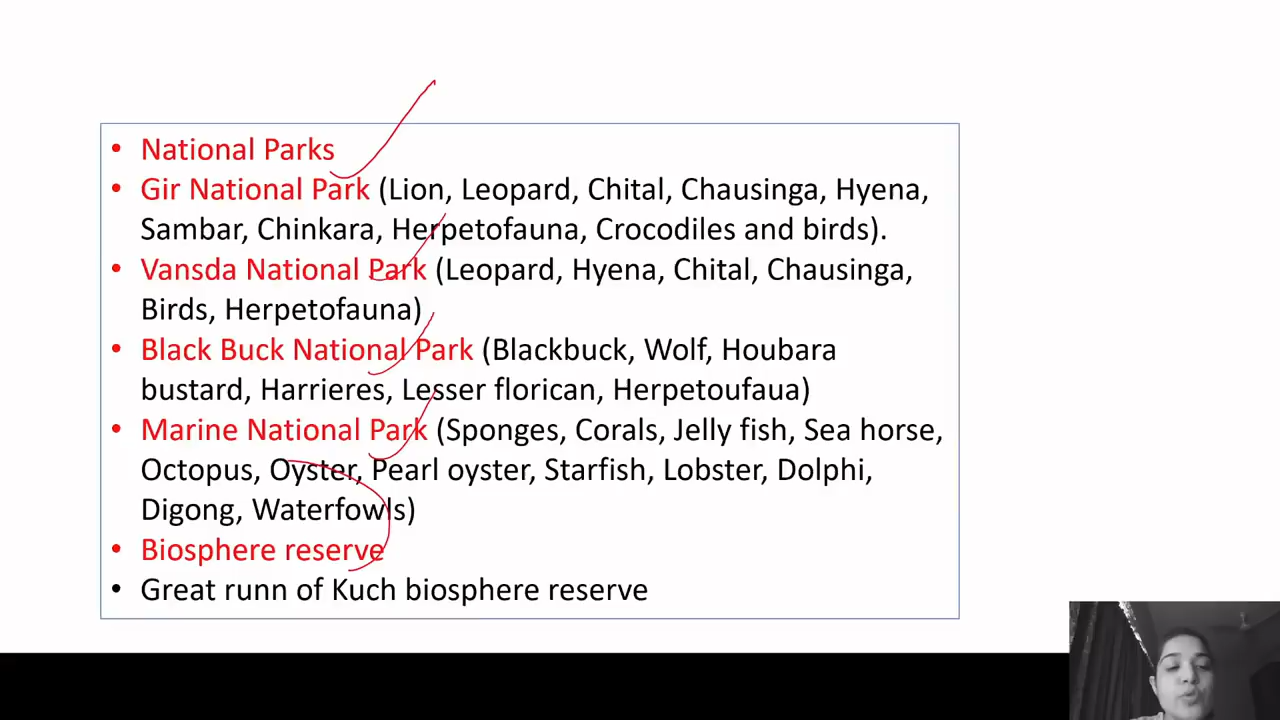 • National Parks
• Gir National Park (Lion, Leopard, Chital, Chausinga, Hyena,
Sambar, Chinkara, Herpetofauna, Crocodiles and birds).
• Vansda National Park (Leopard, Hyena, Chital, Chausinga,
Birds, Herpetofauna)
• Black Buck National Park (Blackbuck, Wolf, Houbara
bustard, Harrieres, Lesser florican, Herpetoufaua)
• Marine National Park (Sponges, Corals, Jelly fish, Sea horse,
Octopus, Oyster, Pearl oyster, Starfish, Lobster, Dolphi,
Digong, Waterfowls)
• Biosphere reserve
• Great runn of Kuch biosphere reserve